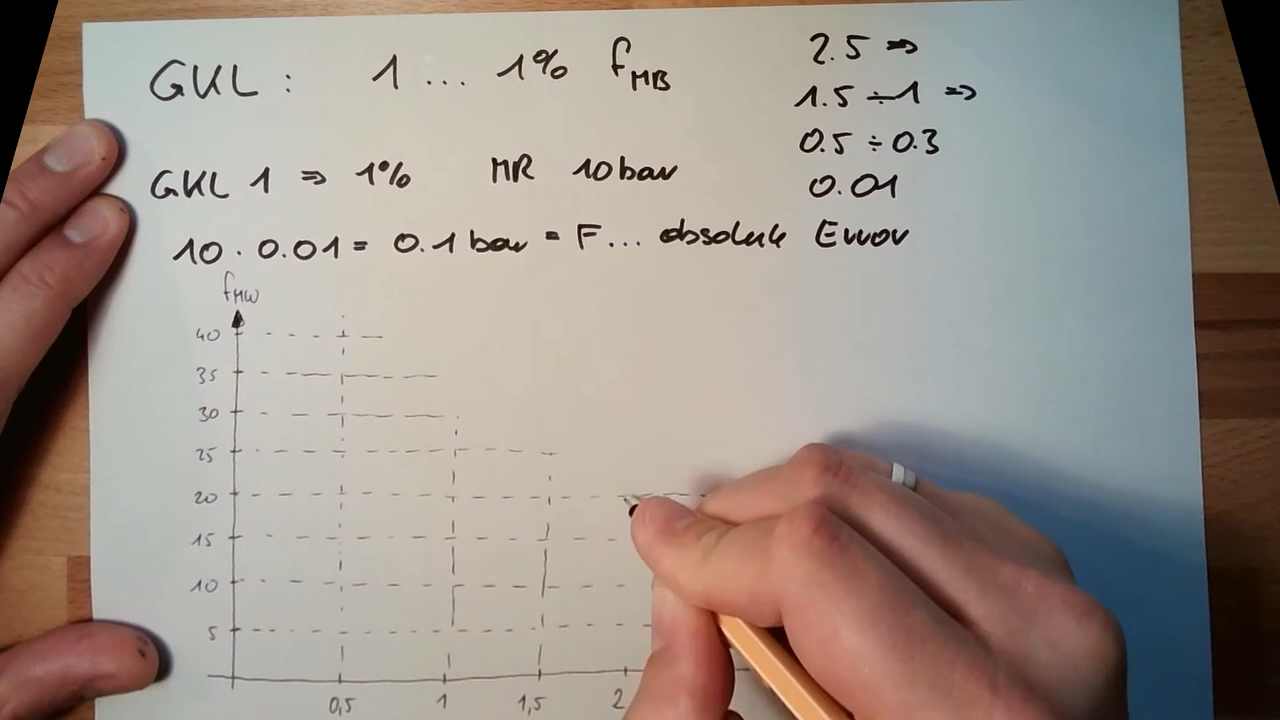 GKL : 1 ... 1% fMB
2.5 ⇒
1.5 ÷ 1 ⇒
0.5 ÷ 0.3
0.01
GKL 1 ⇒ 1% MR 10 bar
10 · 0.01 = 0.1 bar = F... absolute Error
fMW
40
35
30
25
20
15
10
5
0,5 1 1,5 2